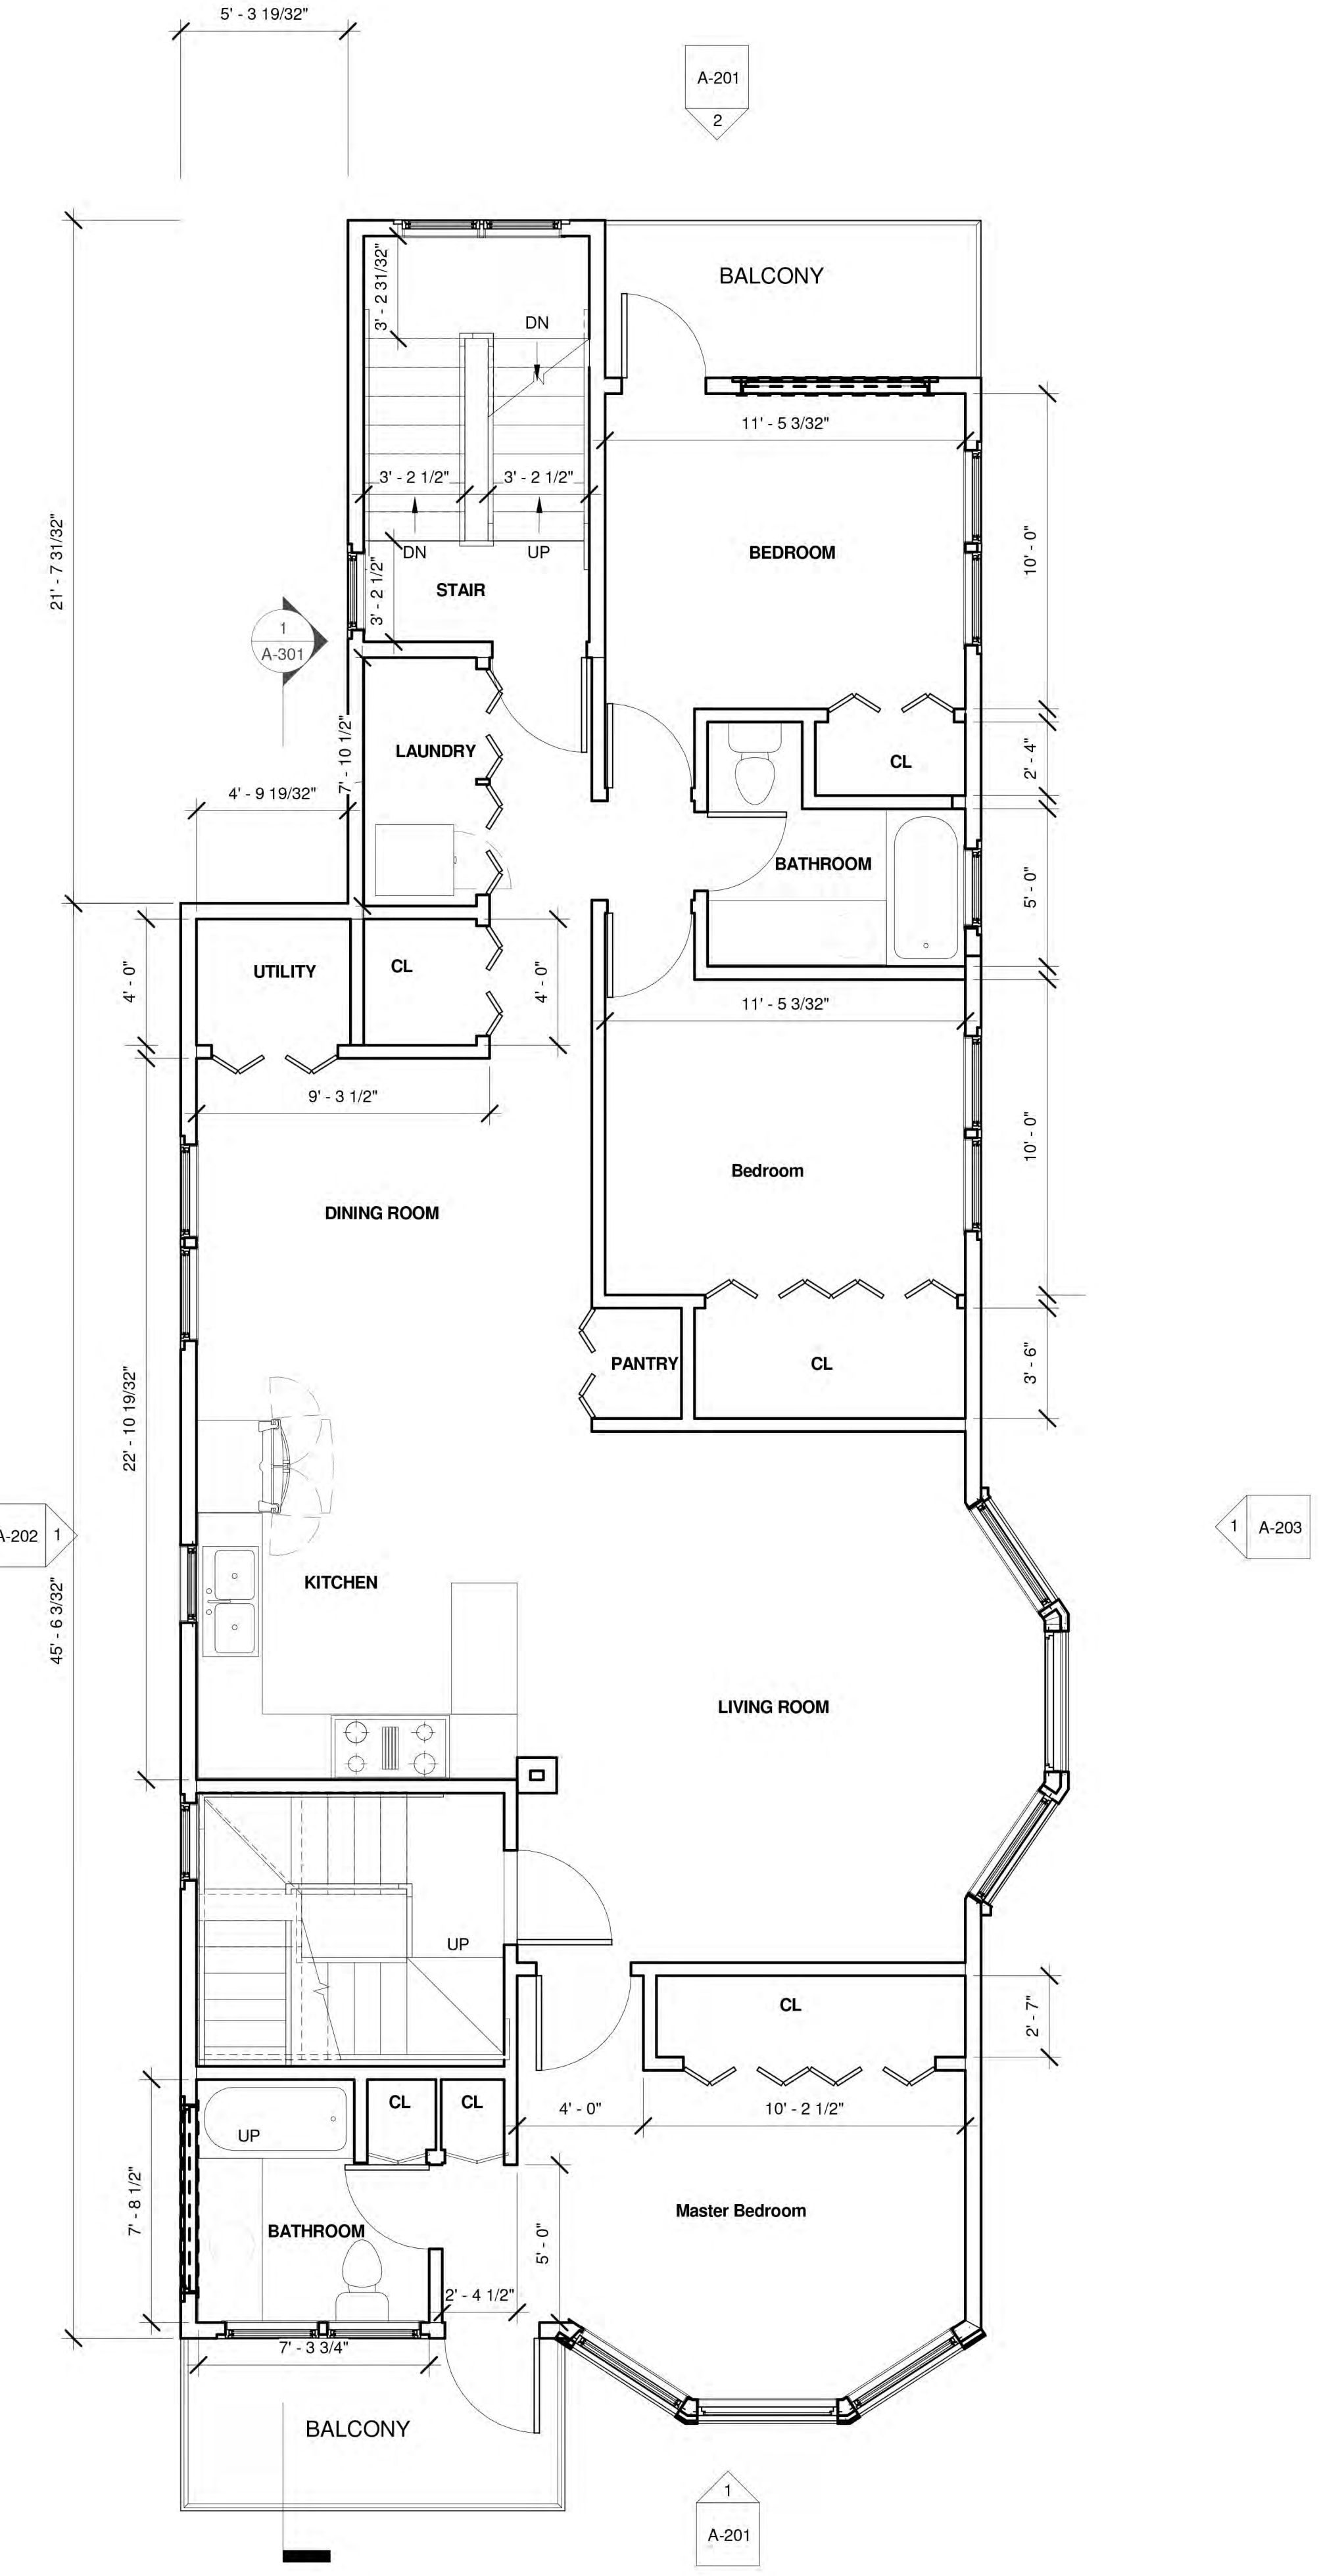 5' - 3 19/32"
A-201
2
BALCONY
3' - 2 31/32"
DN
11' - 5 3/32"
3' - 2 1/2"
3' - 2 1/2"
21' - 7 31/32"
10' - 0"
DN
UP
BEDROOM
STAIR
3' - 2 1/2"
1
A-301
LAUNDRY
7' - 10 1/2"
CL
2' - 4"
4' - 9 19/32"
BATHROOM
5' - 0"
UTILITY
CL
4' - 0"
4' - 0"
11' - 5 3/32"
9' - 3 1/2"
10' - 0"
Bedroom
DINING ROOM
PANTRY
CL
3' - 6"
22' - 10 19/32"
A-202
1
1
A-203
KITCHEN
45' - 6 3/32"
LIVING ROOM
UP
CL
2' - 7"
CL
CL
4' - 0"
10' - 2 1/2"
UP
7' - 8 1/2"
Master Bedroom
BATHROOM
5' - 0"
2' - 4 1/2"
7' - 3 3/4"
BALCONY
1
A-201